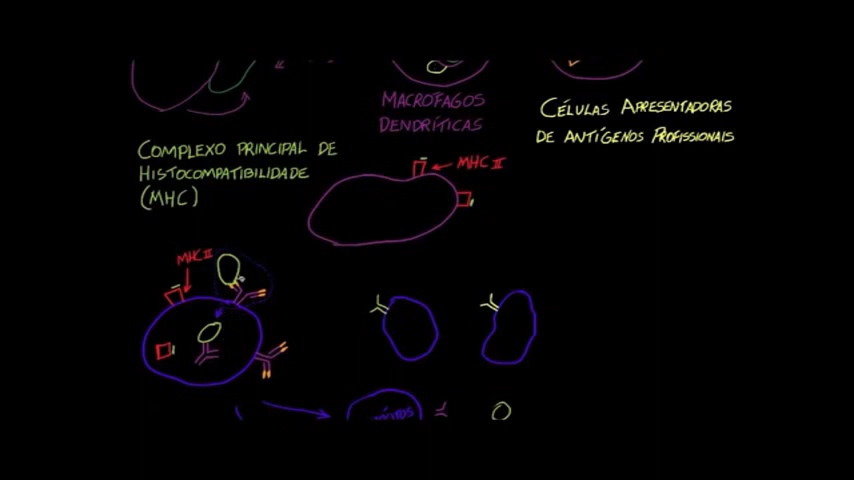 MACRÓFAGOS
DENDRÍTICAS
CÉLULAS APRESENTADORAS
DE ANTÍGENOS PROFISSIONAIS
COMPLEXO PRINCIPAL DE
HISTOCOMPATIBILIDADE
(MHC)
MHC II
MHC II